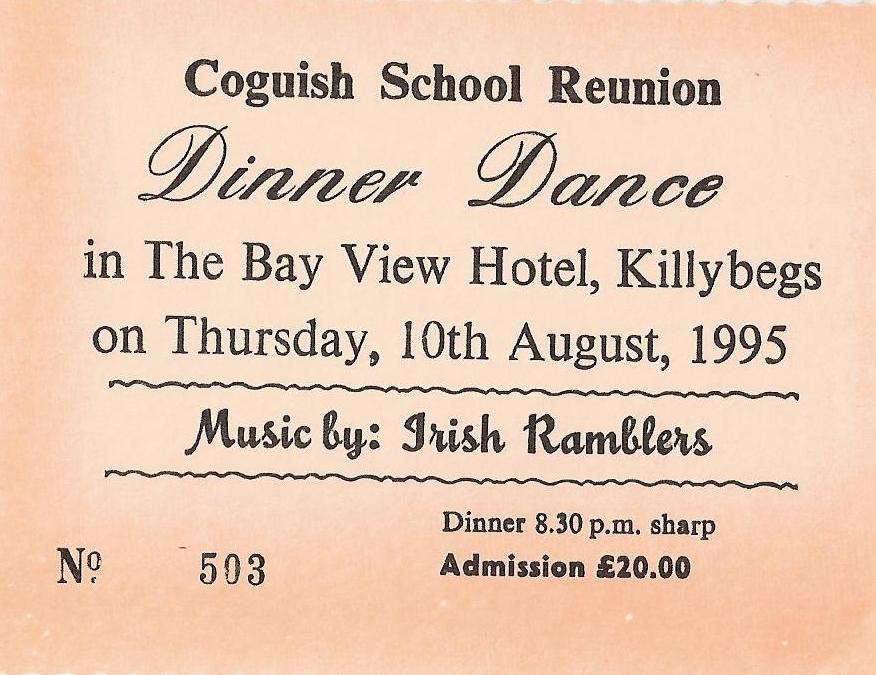 Coguish School Reunion
Dinner Dance
in The Bay View Hotel, Killybegs
on Thursday, 10th August, 1995
Music by: Irish Ramblers
Dinner 8.30 p.m. sharp
Admission £20.00
Nº 503